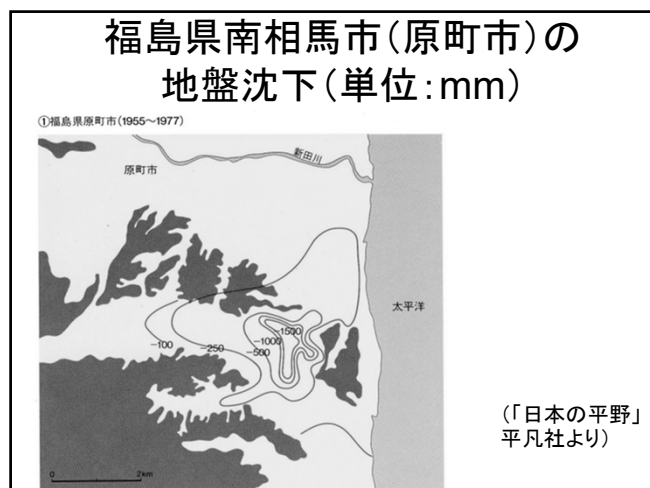 福島県南相馬市（原町市）の
地盤沈下（単位：mm）
①福島県原町市（1955〜1977）
原町市
新田川
太平洋
−1500
−1000
−100
−250
−500
（「日本の平野」
平凡社より）
0 2km